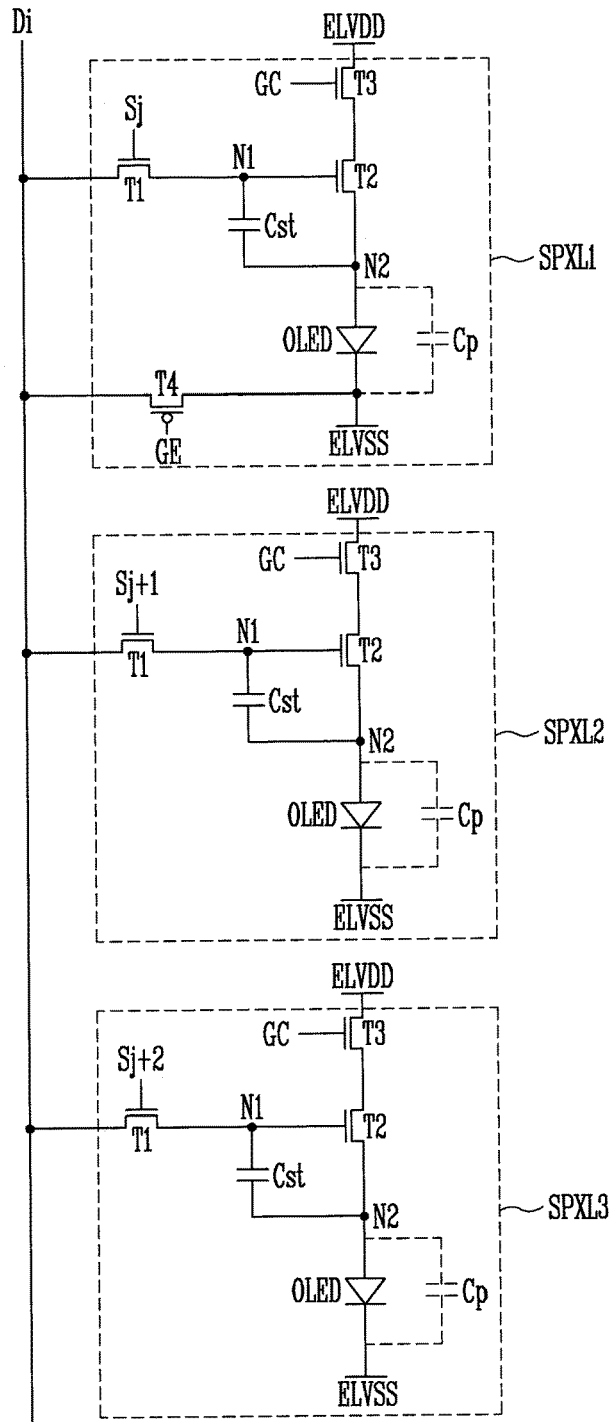 Di
ELVDD
GC
T3
Sj
N1
T1
T2
Cst
N2
SPXL1
OLED
Cp
T4
GE
ELVSS
ELVDD
GC
T3
Sj+1
N1
T1
T2
Cst
N2
SPXL2
OLED
Cp
ELVSS
ELVDD
GC
T3
Sj+2
N1
T1
T2
Cst
N2
SPXL3
OLED
Cp
ELVSS